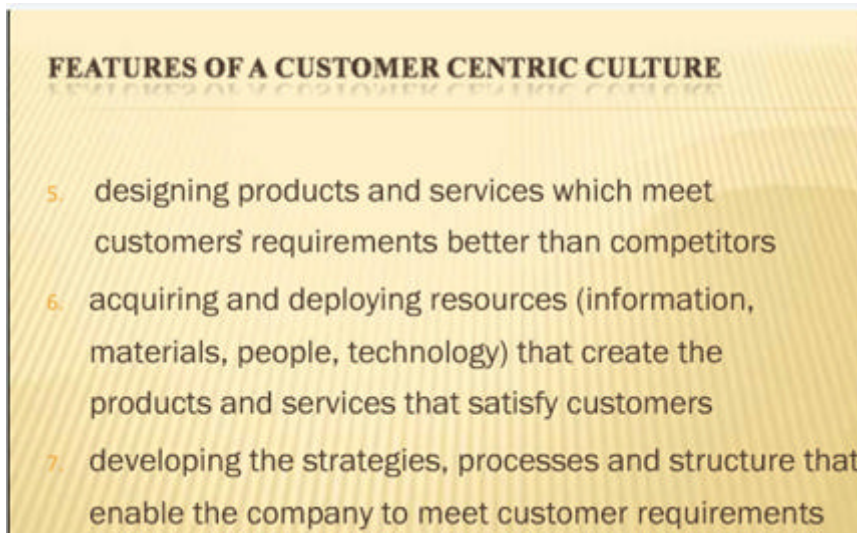 FEATURES OF A CUSTOMER CENTRIC CULTURE
5. designing products and services which meet
customers' requirements better than competitors
6. acquiring and deploying resources (information,
materials, people, technology) that create the
products and services that satisfy customers
7. developing the strategies, processes and structure that
enable the company to meet customer requirements